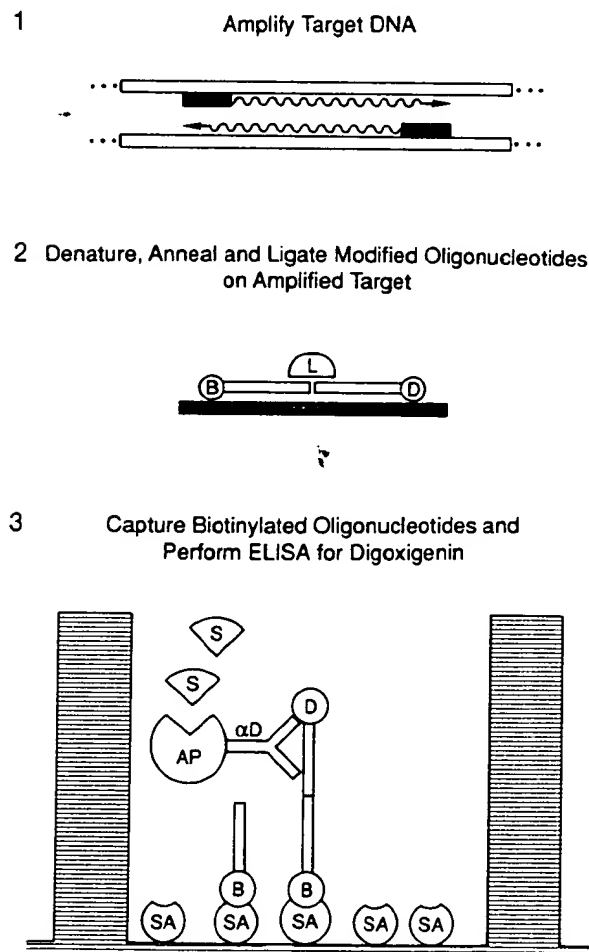 1 Amplify Target DNA
2 Denature, Anneal and Ligate Modified Oligonucleotides
on Amplified Target
L
B D
3 Capture Biotinylated Oligonucleotides and
Perform ELISA for Digoxigenin
S
S
D
αD
AP
B B
SA SA SA SA SA